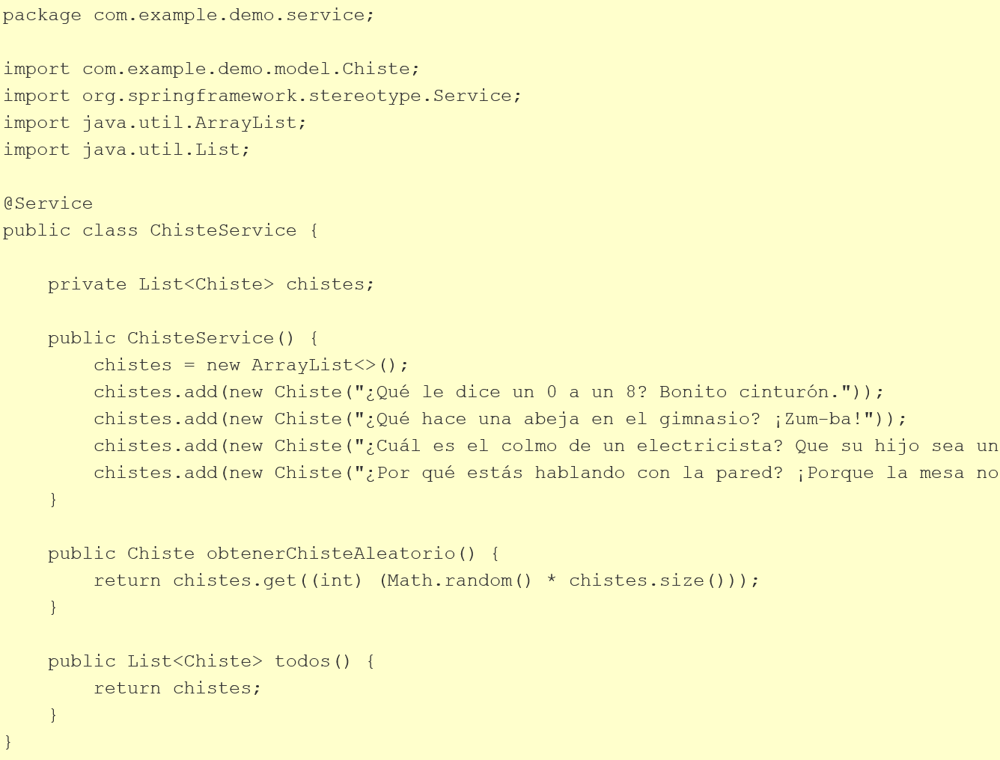 package com.example.demo.service;
import com.example.demo.model.Chiste;
import org.springframework.stereotype.Service;
import java.util.ArrayList;
import java.util.List;
@Service
public class ChisteService {
private List<Chiste> chistes;
public ChisteService() {
chistes = new ArrayList<>();
chistes.add(new Chiste("¿Qué le dice un 0 a un 8? Bonito cinturón."));
chistes.add(new Chiste("¿Qué hace una abeja en el gimnasio? ¡Zum-ba!"));
chistes.add(new Chiste("¿Cuál es el colmo de un electricista? Que su hijo sea un
chistes.add(new Chiste("¿Por qué estás hablando con la pared? ¡Porque la mesa no
}
public Chiste obtenerChisteAleatorio() {
return chistes.get((int) (Math.random() * chistes.size()));
}
public List<Chiste> todos() {
return chistes;
}
}